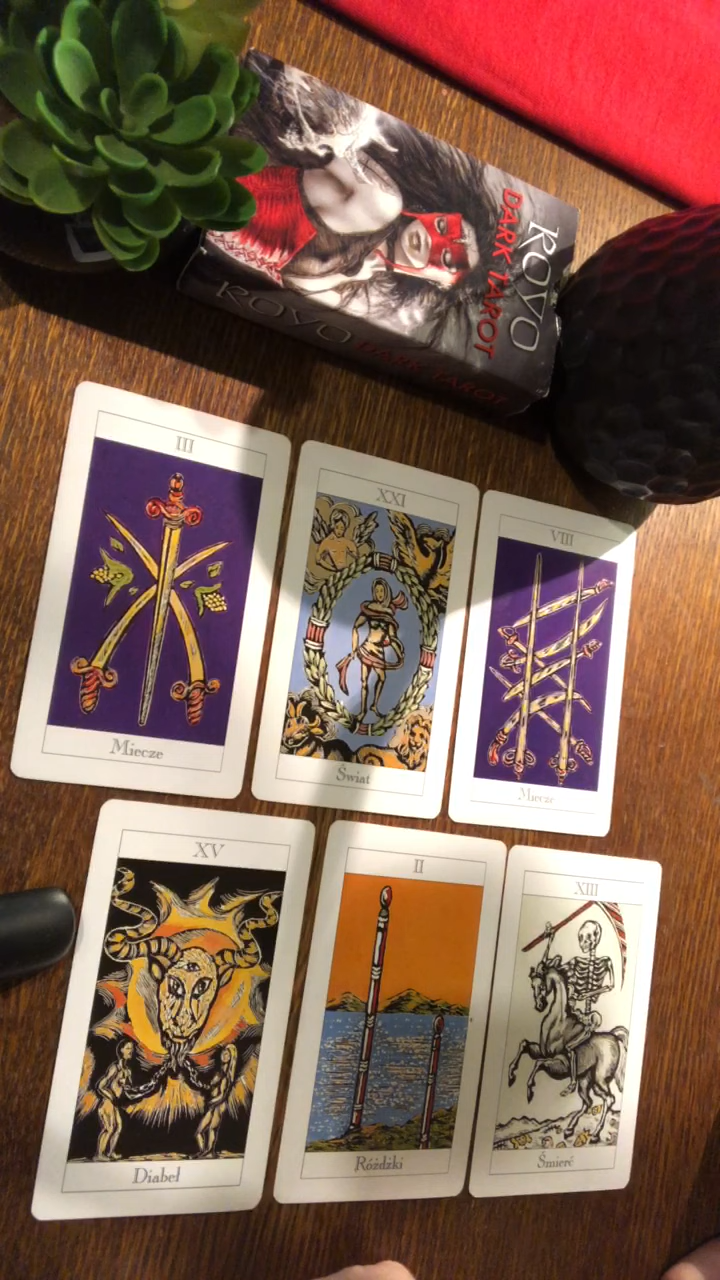 ROYO
DARK TAROT
ROYO DARK TAROT
III
Miecze
XXI
Świat
VIII
Miecze
XV
Diabeł
II
Różdżki
XIII
Śmierć